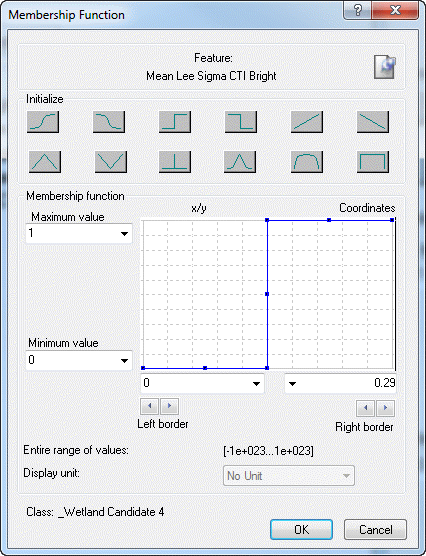 Membership Function
Feature:
Mean Lee Sigma CTI Bright
Initialize
Membership function
Maximum value
x/y
Coordinates
1
Minimum value
0
0
0.29
Left border
Right border
Entire range of values:
[-1e+023...1e+023]
Display unit:
No Unit
Class: _Wetland Candidate 4
OK
Cancel